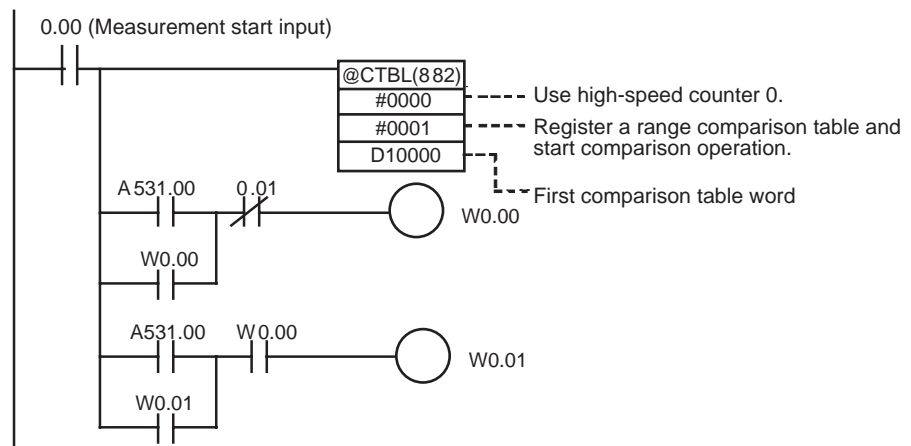 0.00 (Measurement start input)
@CTBL(882)
#0000
Use high-speed counter 0.
#0001
Register a range comparison table and
start comparison operation.
D10000
First comparison table word
A531.00
0.01
W0.00
W0.00
A531.00
W0.00
W0.01
W0.01